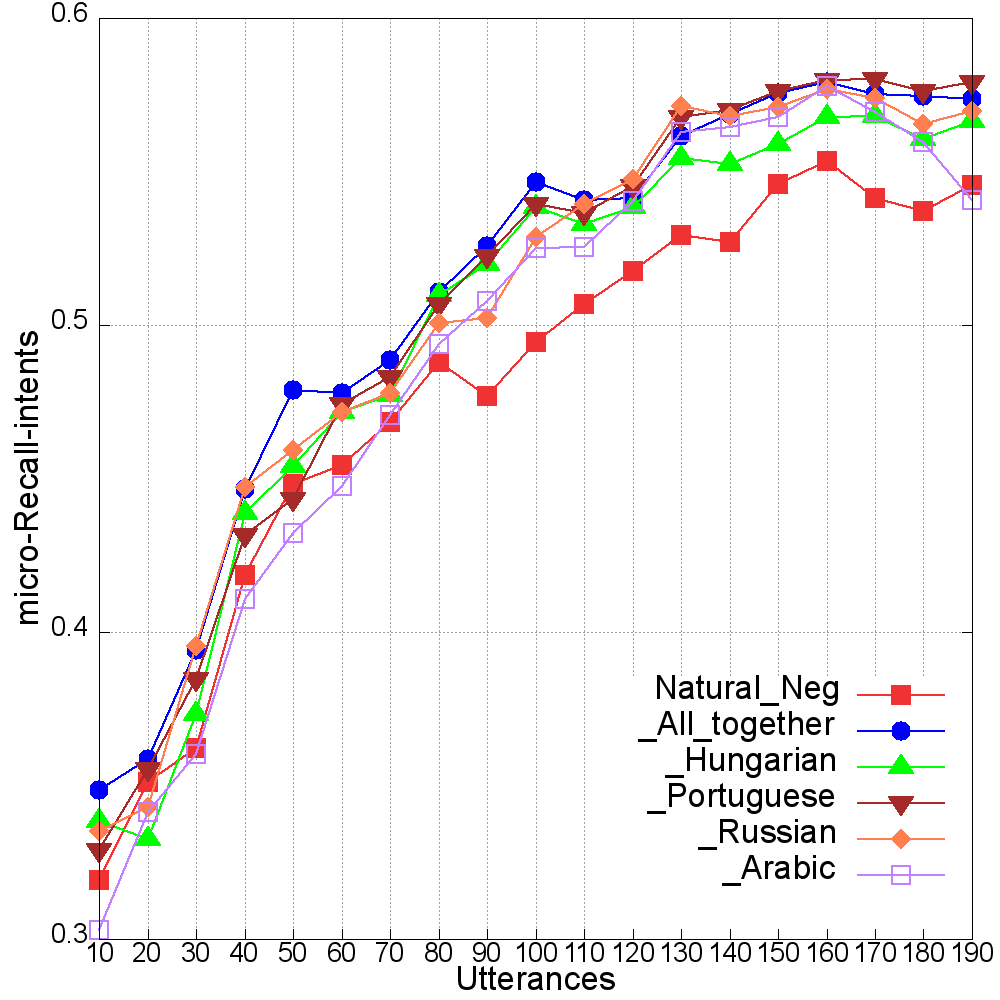 0.6
0.5
0.4
0.3
micro-Recall-intents
Natural_Neg
_All_together
_Hungarian
_Portuguese
_Russian
_Arabic
10 20 30 40 50 60 70 80 90 100 110 120 130 140 150 160 170 180 190
Utterances